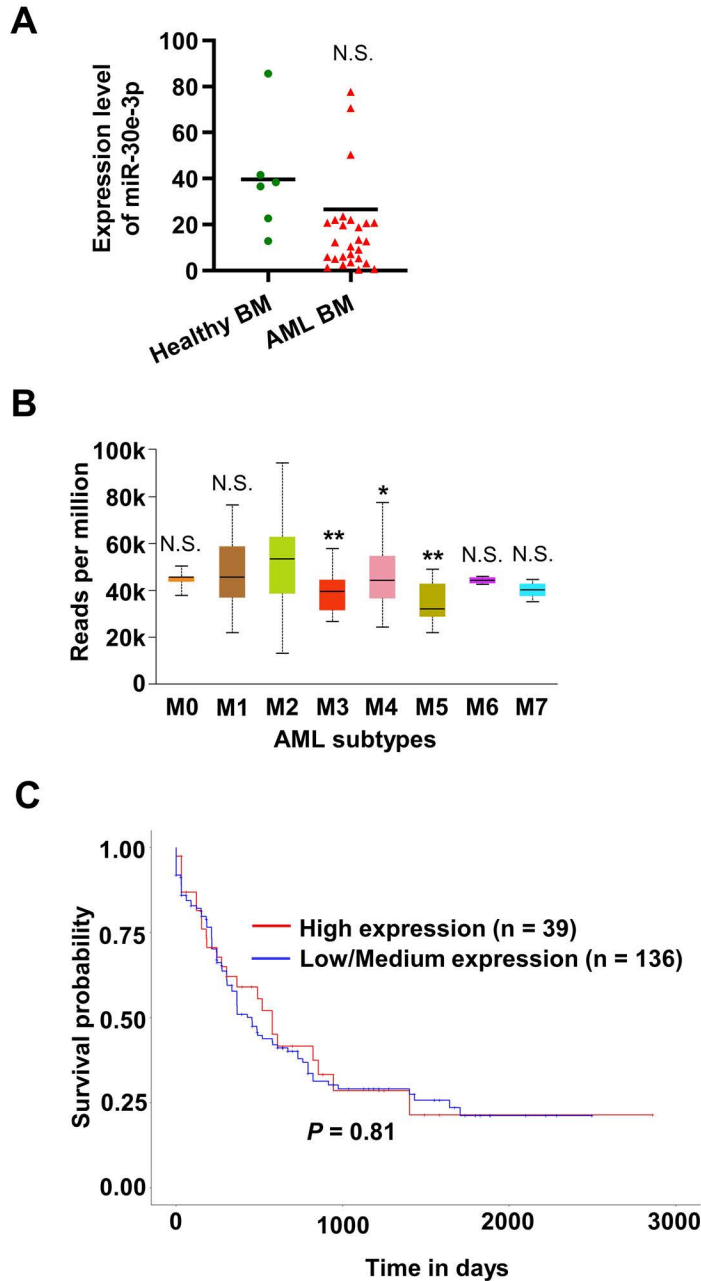 A
Expression level
of miR-30e-3p
100
80
60
40
20
0
N.S.
Healthy BM
AML BM
B
Reads per million
100k
80k
60k
40k
20k
0
N.S.
N.S.
**
*
**
N.S.
N.S.
M0 M1 M2 M3 M4 M5 M6 M7
AML subtypes
C
Survival probability
1.00
0.75
0.50
0.25
0.00
High expression (n = 39)
Low/Medium expression (n = 136)
P = 0.81
0 1000 2000 3000
Time in days